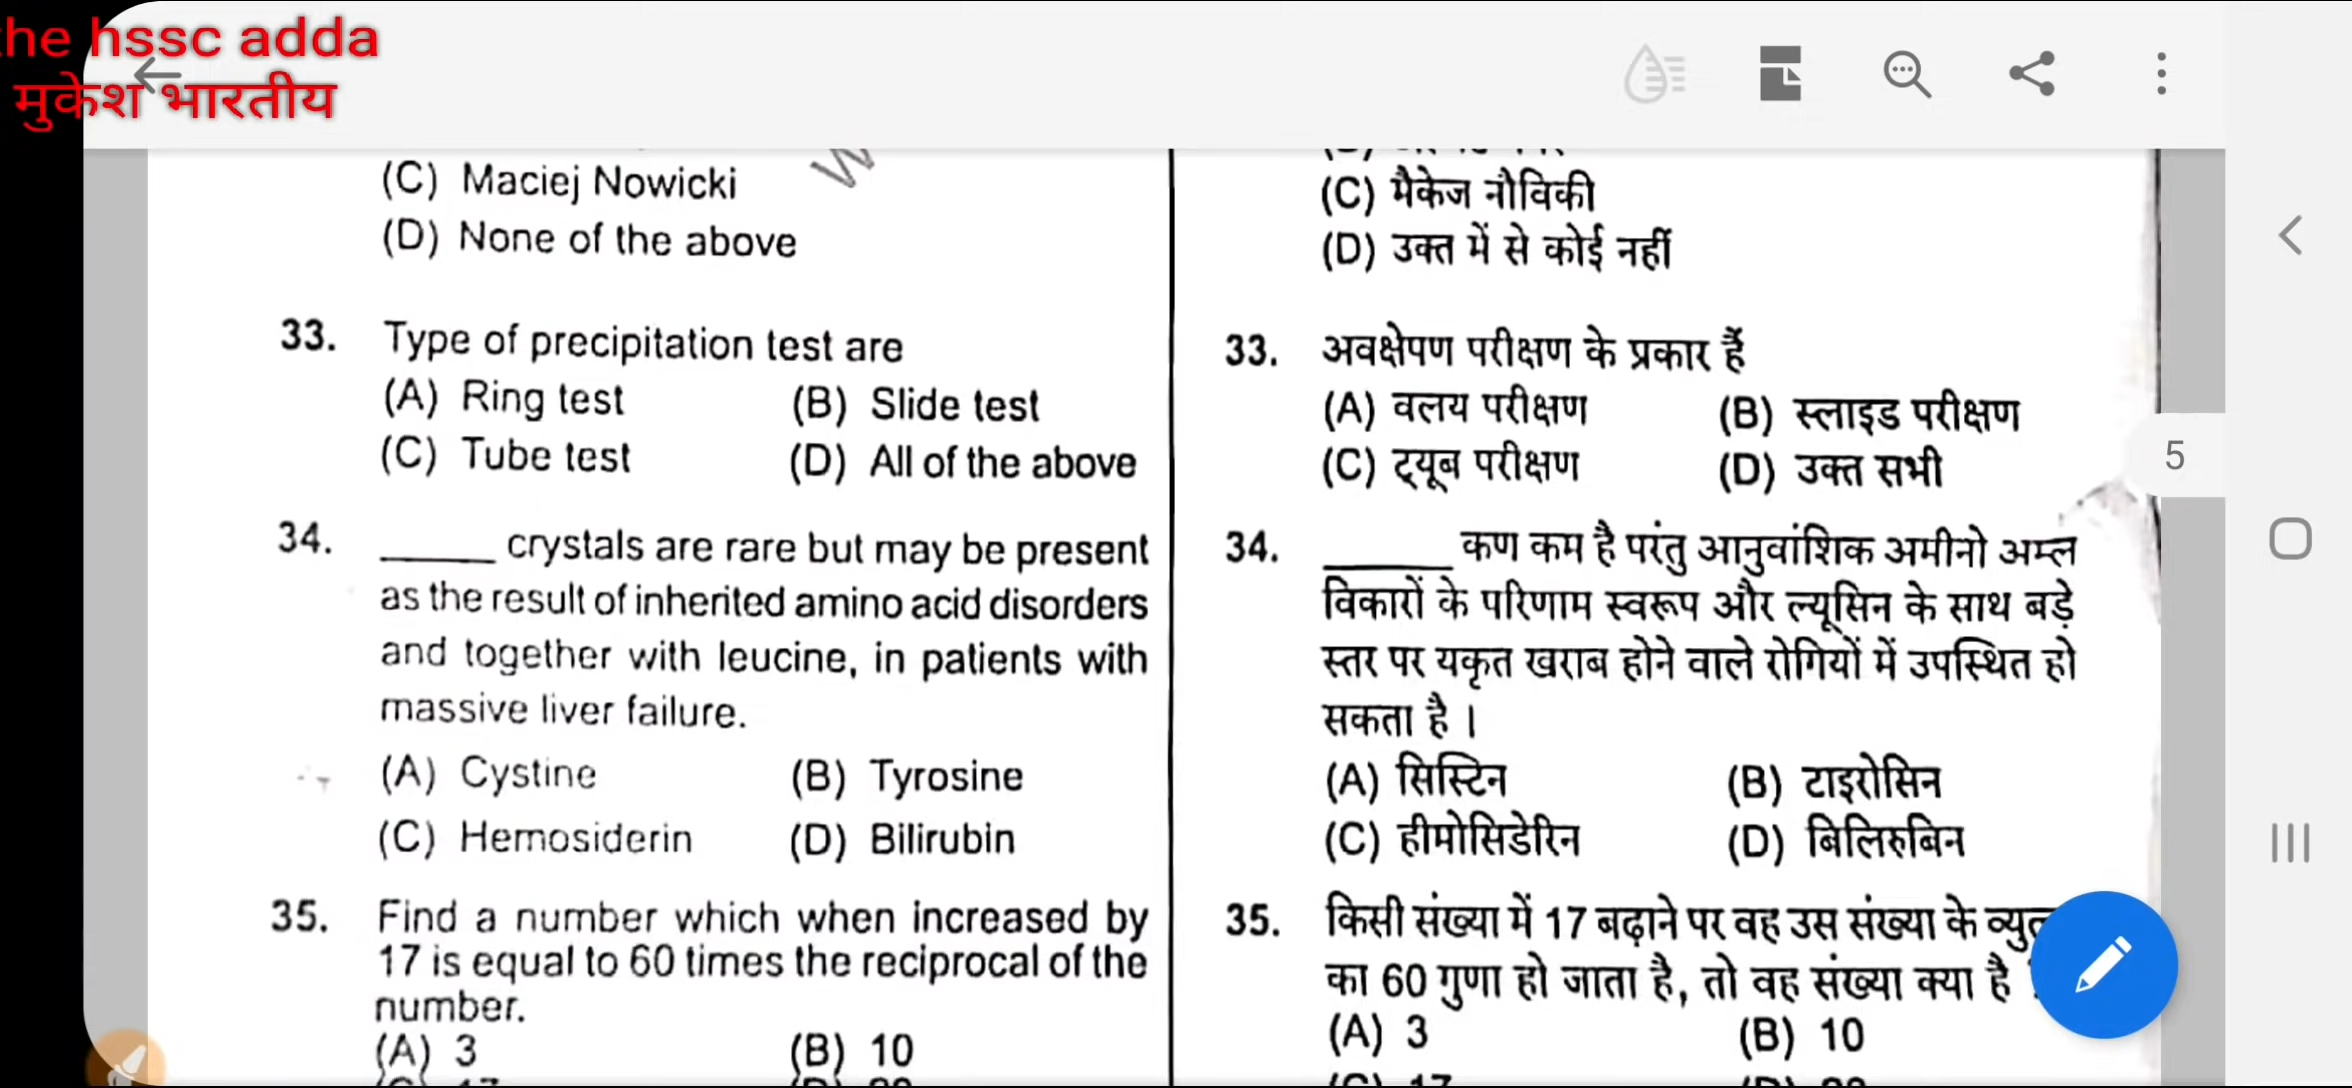 he hssc adda
मुकेश भारतीय
(C) Maciej Nowicki
(D) None of the above
33. Type of precipitation test are
(A) Ring test (B) Slide test
(C) Tube test (D) All of the above
34. ______ crystals are rare but may be present
as the result of inherited amino acid disorders
and together with leucine, in patients with
massive liver failure.
(A) Cystine (B) Tyrosine
(C) Hemosiderin (D) Bilirubin
35. Find a number which when increased by
17 is equal to 60 times the reciprocal of the
number.
(A) 3 (B) 10
(C) मैकेज नौविकी
(D) उक्त में से कोई नहीं
33. अवक्षेपण परीक्षण के प्रकार हैं
(A) वलय परीक्षण (B) स्लाइड परीक्षण
(C) ट्यूब परीक्षण (D) उक्त सभी
34. ______ कण कम है परंतु आनुवांशिक अमीनो अम्ल
विकारों के परिणाम स्वरूप और ल्यूसिन के साथ बड़े
स्तर पर यकृत खराब होने वाले रोगियों में उपस्थित हो
सकता है ।
(A) सिस्टिन (B) टाइरोसिन
(C) हीमोसिडेरिन (D) बिलिरुबिन
35. किसी संख्या में 17 बढ़ाने पर वह उस संख्या के
का 60 गुणा हो जाता है, तो वह संख्या क्या है
(A) 3 (B) 10
5